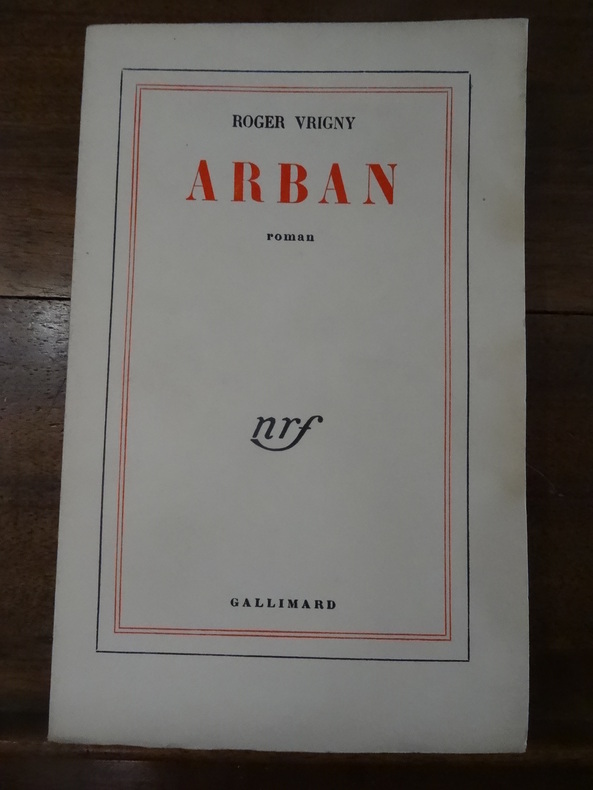 ROGER VRIGNY
ARBAN
roman
nrf
GALLIMARD